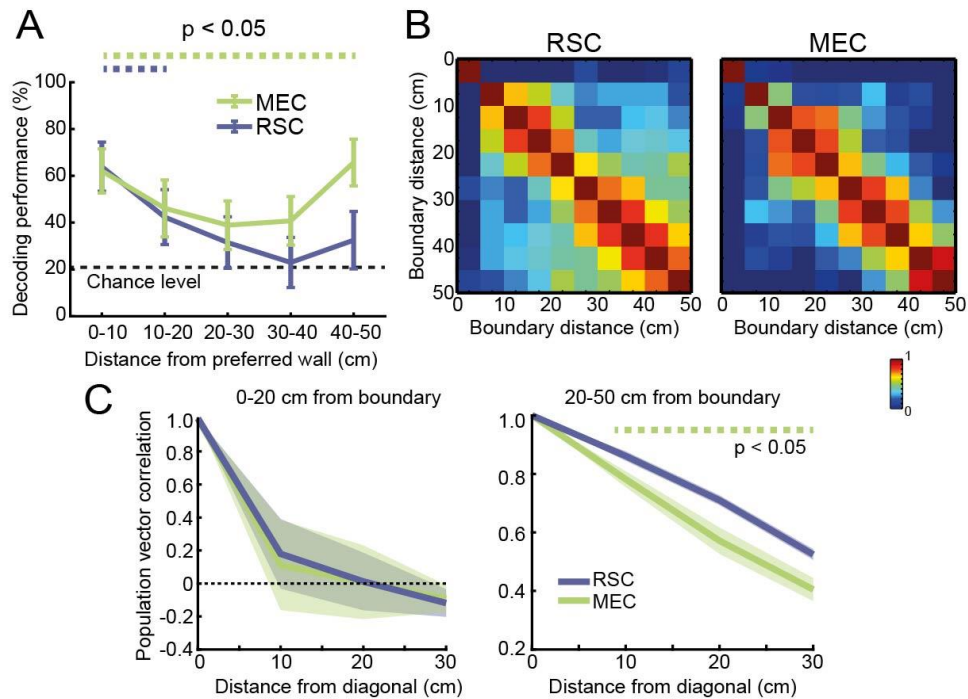 A
p < 0.05
Decoding performance (%)
100
80
60
40
20
0
MEC
RSC
Chance level
0-10
10-20
20-30
30-40
40-50
Distance from preferred wall (cm)
B
RSC
MEC
Boundary distance (cm)
0
10
20
30
40
50
0 10 20 30 40 50
Boundary distance (cm)
0 10 20 30 40 50
Boundary distance (cm)
1
0
C
0-20 cm from boundary
Population vector correlation
1.0
0.8
0.6
0.4
0.2
0
-0.2
-0.4
0 10 20 30
Distance from diagonal (cm)
20-50 cm from boundary
p < 0.05
1.0
0.8
0.6
0.4
0.2
RSC
MEC
0 10 20 30
Distance from diagonal (cm)